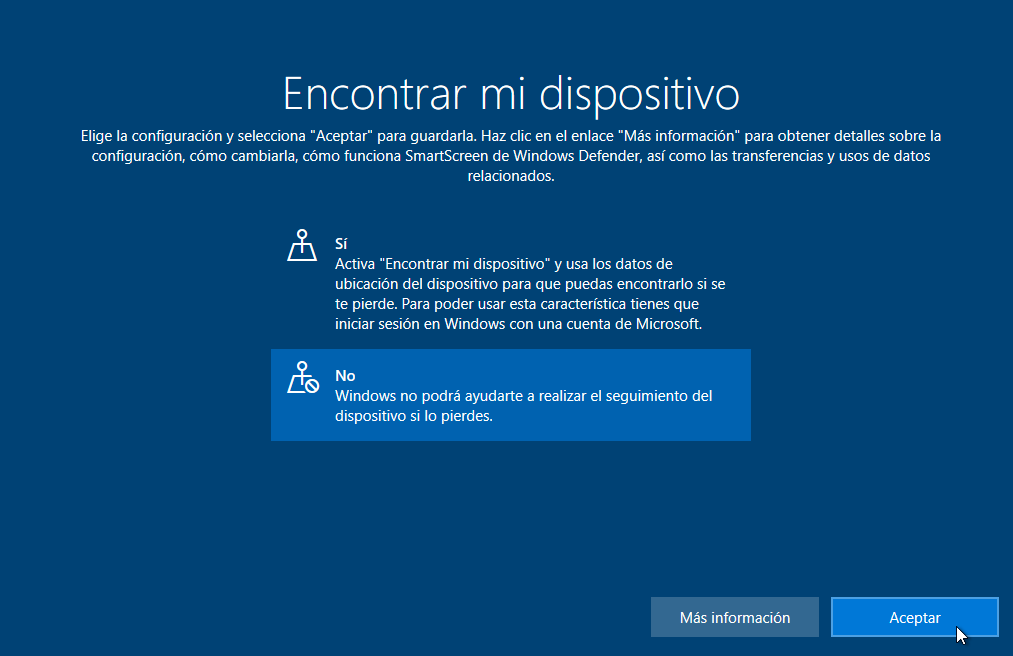 Encontrar mi dispositivo
Elige la configuración y selecciona "Aceptar" para guardarla. Haz clic en el enlace "Más información" para obtener detalles sobre la
configuración, cómo cambiarla, cómo funciona SmartScreen de Windows Defender, así como las transferencias y usos de datos
relacionados.
Sí
Activa "Encontrar mi dispositivo" y usa los datos de
ubicación del dispositivo para que puedas encontrarlo si se
te pierde. Para poder usar esta característica tienes que
iniciar sesión en Windows con una cuenta de Microsoft.
No
Windows no podrá ayudarte a realizar el seguimiento del
dispositivo si lo pierdes.
Más información
Aceptar